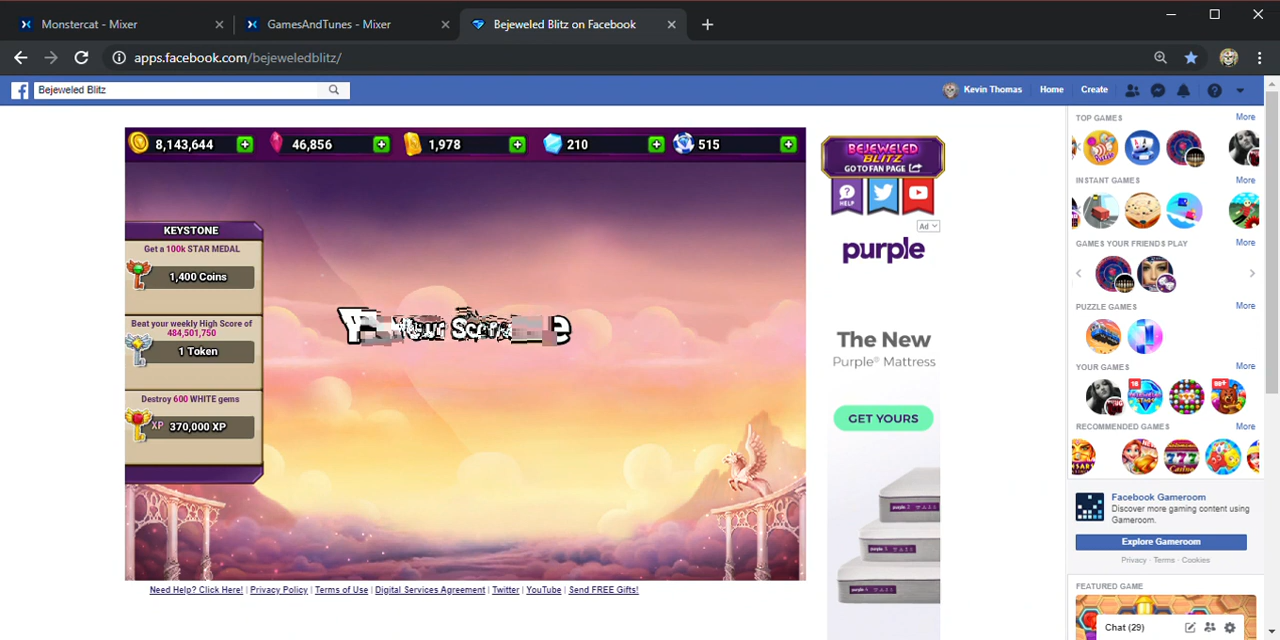 Monstercat - Mixer
GamesAndTunes - Mixer
Bejeweled Blitz on Facebook
apps.facebook.com/bejeweledblitz/
Bejeweled Blitz
Kevin Thomas
Home
Create
8,143,644
46,856
1,978
210
515
KEYSTONE
Get a 100k STAR MEDAL
1,400 Coins
Beat your weekly High Score of
484,501,750
1 Token
Destroy 600 WHITE gems
XP 370,000 XP
BEJEWELED
BLITZ
GO TO FAN PAGE
HELP
Ad
purple
The New
Purple® Mattress
GET YOURS
TOP GAMES
More
INSTANT GAMES
More
GAMES YOUR FRIENDS PLAY
More
PUZZLE GAMES
More
YOUR GAMES
More
RECOMMENDED GAMES
More
Facebook Gameroom
Discover more gaming content using
Gameroom.
Explore Gameroom
Privacy · Terms · Cookies
FEATURED GAME
Chat (29)
Need Help? Click Here! | Privacy Policy | Terms of Use | Digital Services Agreement | Twitter | YouTube | Send FREE Gifts!